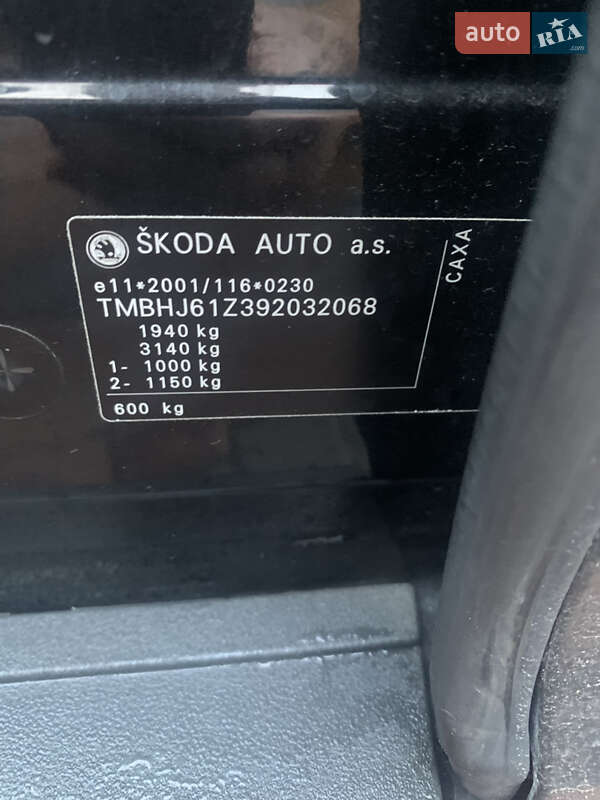 auto RIA
.com
ŠKODA AUTO a.s.
e11*2001/116*0230
TMBHJ61Z392032068
1940 kg
3140 kg
1- 1000 kg
2- 1150 kg
600 kg
CAXA